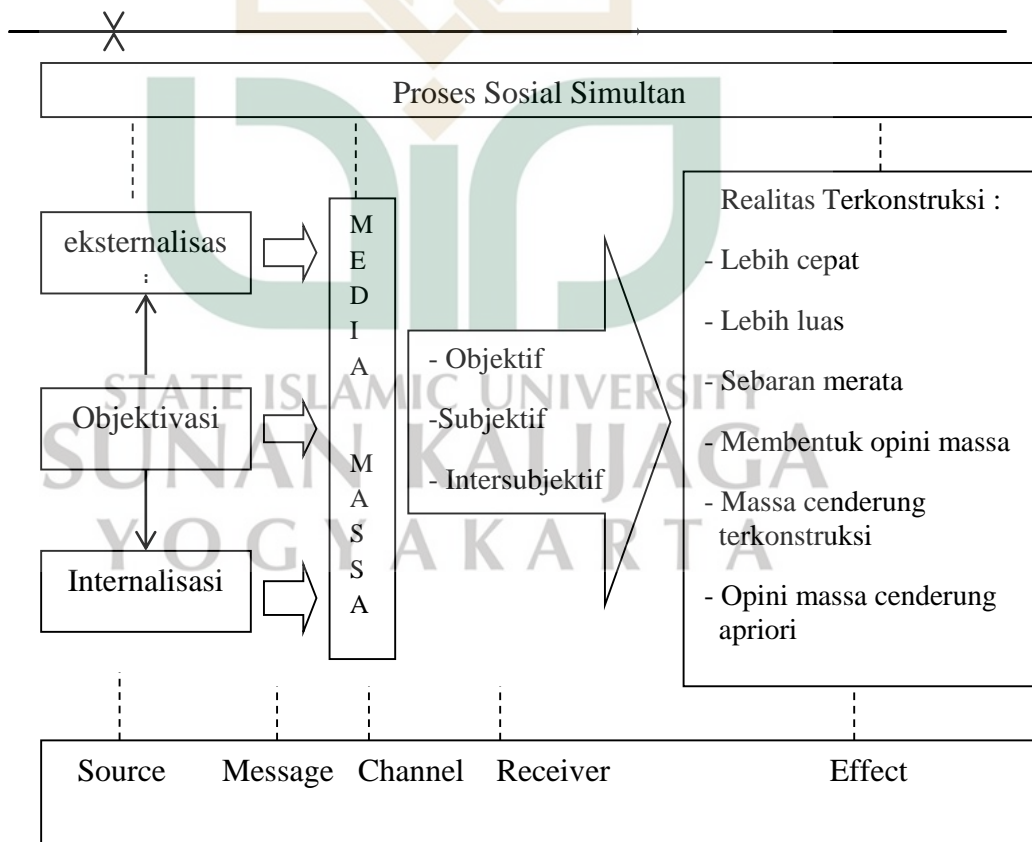 Proses Sosial Simultan
eksternalisas
:
Objektivasi
Internalisasi
M
E
D
I
A
M
A
S
S
A
- Objektif
-Subjektif
- Intersubjektif
Realitas Terkonstruksi :
- Lebih cepat
- Lebih luas
- Sebaran merata
- Membentuk opini massa
- Massa cenderung
terkonstruksi
- Opini massa cenderung
apriori
STATE ISLAMIC UNIVERSITY
SUNAN KALIJAGA
YOGYAKARTA
Source Message Channel Receiver Effect